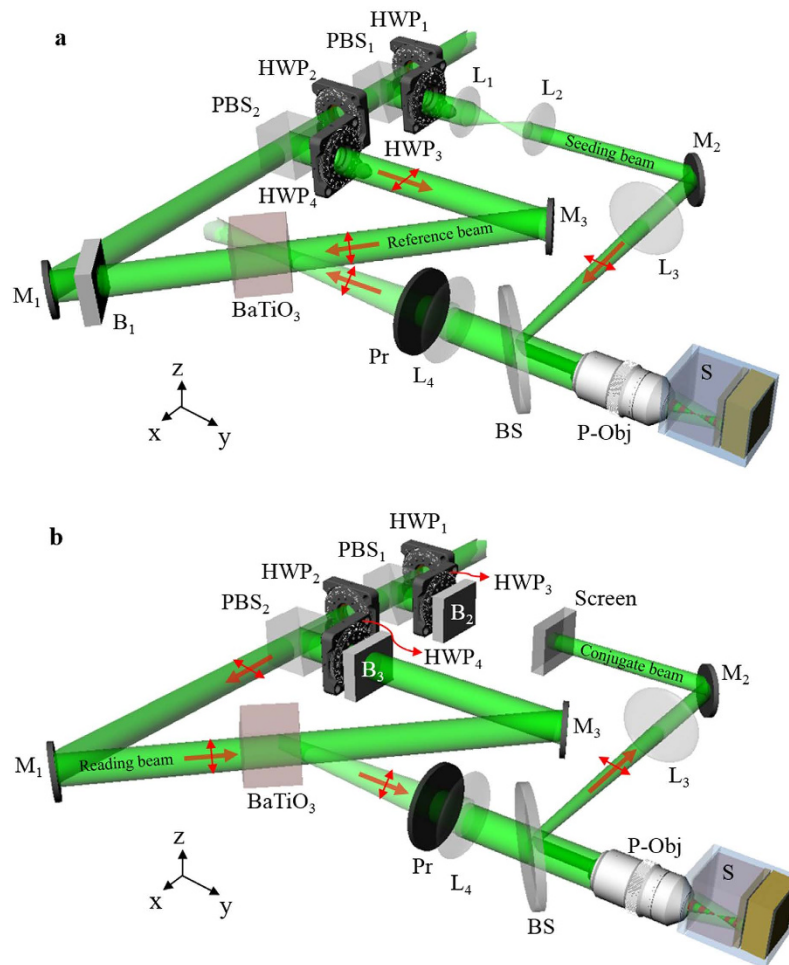 a
HWP₁
PBS₁
HWP₂
L₁
L₂
PBS₂
M₂
Seeding beam
HWP₃
HWP₄
M₃
Reference beam
L₃
M₁
B₁
BaTiO₃
Pr
L₄
S
BS
P-Obj
z
x
y
b
HWP₁
PBS₁
HWP₂
HWP₃
Screen
PBS₂
B₂
HWP₄
B₃
Conjugate beam
M₂
M₃
L₃
M₁
Reading beam
BaTiO₃
Pr
L₄
P-Obj
S
BS
z
x
y